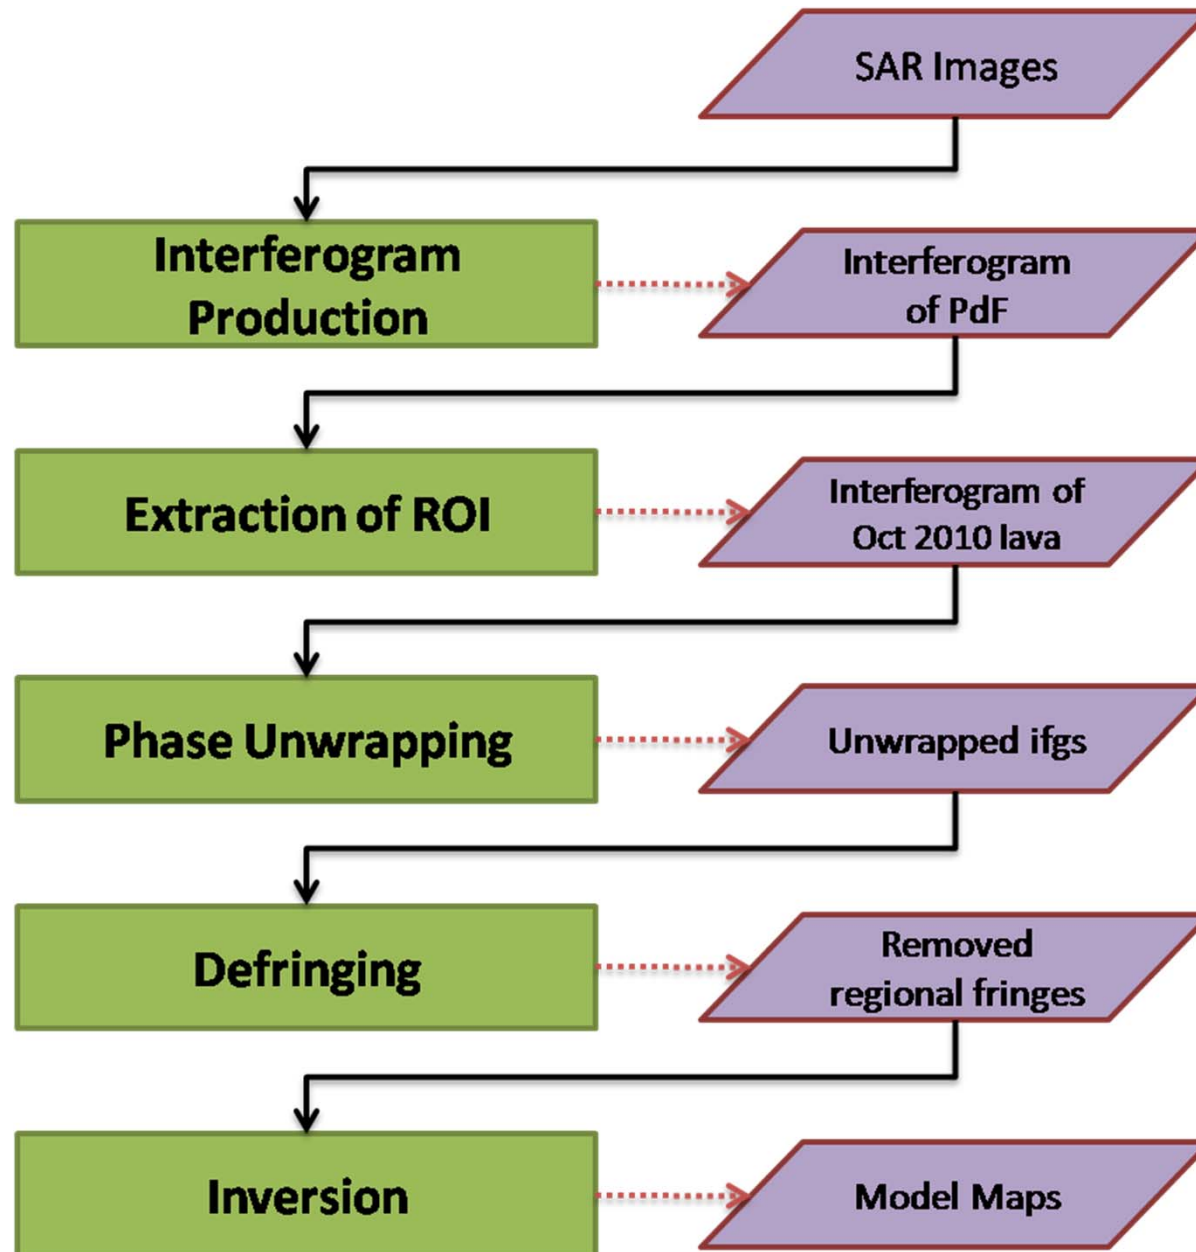 SAR Images
Interferogram
Production
Interferogram
of PdF
Extraction of ROI
Interferogram of
Oct 2010 lava
Phase Unwrapping
Unwrapped ifgs
Defringing
Removed
regional fringes
Inversion
Model Maps